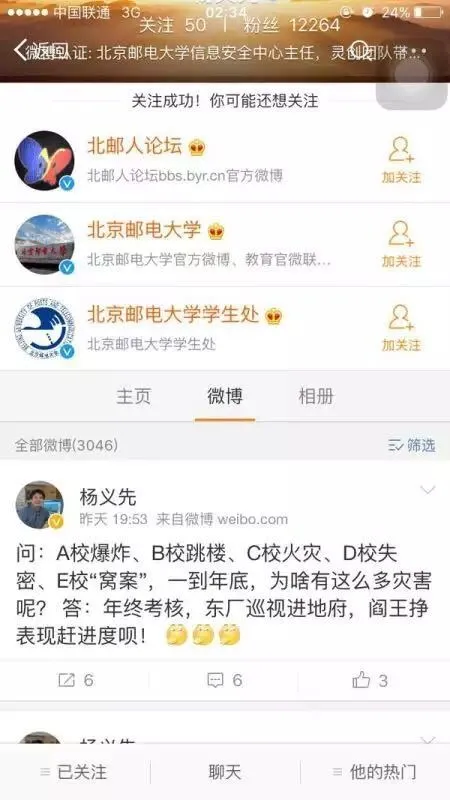 中国联通 3G 02:34 24%
关注 50 | 粉丝 12264
返回
微博认证: 北京邮电大学信息安全中心主任，灵创团队带...
关注成功！你可能还想关注
北邮人论坛
北邮人论坛bbs.byr.cn官方微博
加关注
北京邮电大学
北京邮电大学官方微博、教育官微联...
加关注
北京邮电大学学生处
北京邮电大学学生处
加关注
主页 微博 相册
全部微博(3046) 筛选
杨义先
昨天 19:53 来自微博 weibo.com
问：A校爆炸、B校跳楼、C校火灾、D校失
密、E校“窝案”，一到年底，为啥有这么多灾害
呢？ 答：年终考核，东厂巡视进地府，阎王挣
表现赶进度呗！
6 6 3
杨义先
已关注 聊天 他的热门